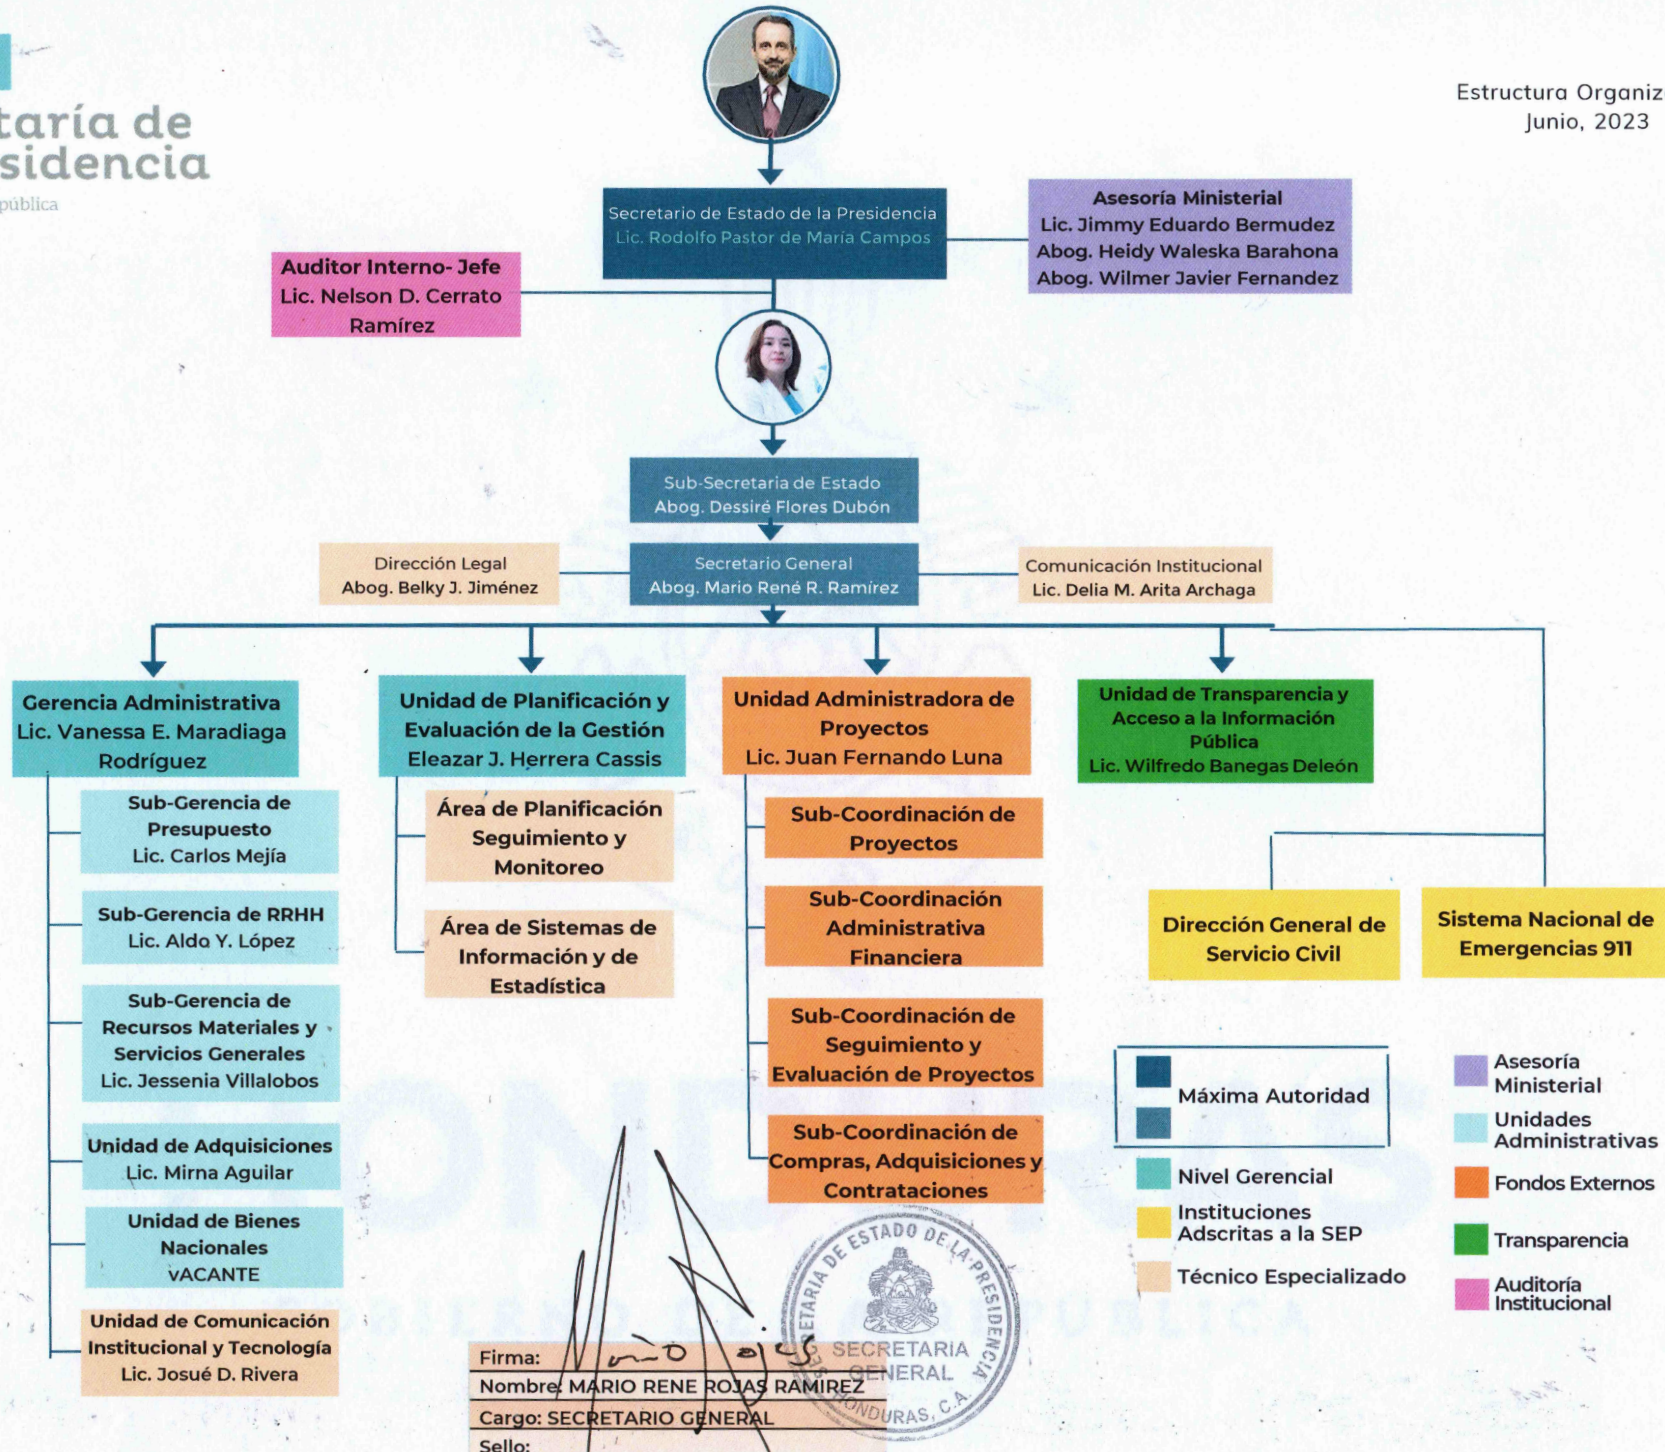 taría de
sidencia
pública
Estructura Organiz
Junio, 2023
Secretario de Estado de la Presidencia
Lic. Rodolfo Pastor de María Campos
Asesoría Ministerial
Lic. Jimmy Eduardo Bermudez
Abog. Heidy Waleska Barahona
Abog. Wilmer Javier Fernandez
Auditor Interno- Jefe
Lic. Nelson D. Cerrato
Ramírez
Sub-Secretaria de Estado
Abog. Dessiré Flores Dubón
Dirección Legal
Abog. Belky J. Jiménez
Secretario General
Abog. Mario René R. Ramírez
Comunicación Institucional
Lic. Delia M. Arita Archaga
Gerencia Administrativa
Lic. Vanessa E. Maradiaga
Rodríguez
Sub-Gerencia de
Presupuesto
Lic. Carlos Mejía
Sub-Gerencia de RRHH
Lic. Aldo Y. López
Sub-Gerencia de
Recursos Materiales y
Servicios Generales
Lic. Jessenia Villalobos
Unidad de Adquisiciones
Lic. Mirna Aguilar
Unidad de Bienes
Nacionales
vACANTE
Unidad de Comunicación
Institucional y Tecnología
Lic. Josué D. Rivera
Unidad de Planificación y
Evaluación de la Gestión
Eleazar J. Herrera Cassis
Área de Planificación
Seguimiento y
Monitoreo
Área de Sistemas de
Información y de
Estadística
Unidad Administradora de
Proyectos
Lic. Juan Fernando Luna
Sub-Coordinación de
Proyectos
Sub-Coordinación
Administrativa
Financiera
Sub-Coordinación de
Seguimiento y
Evaluación de Proyectos
Sub-Coordinación de
Compras, Adquisiciones y
Contrataciones
Unidad de Transparencia y
Acceso a la Información
Pública
Lic. Wilfredo Banegas Deleón
Dirección General de
Servicio Civil
Sistema Nacional de
Emergencias 911
Máxima Autoridad
Nivel Gerencial
Instituciones
Adscritas a la SEP
Técnico Especializado
Asesoría
Ministerial
Unidades
Administrativas
Fondos Externos
Transparencia
Auditoría
Institucional
HONDURAS
GOBIERNO DE LA REPÚBLICA
Firma:
Nombre: MARIO RENE ROJAS RAMIREZ
Cargo: SECRETARIO GENERAL
Sello:
SECRETARIA DE ESTADO DE LA PRESIDENCIA
SECRETARIA
GENERAL
HONDURAS, C.A.